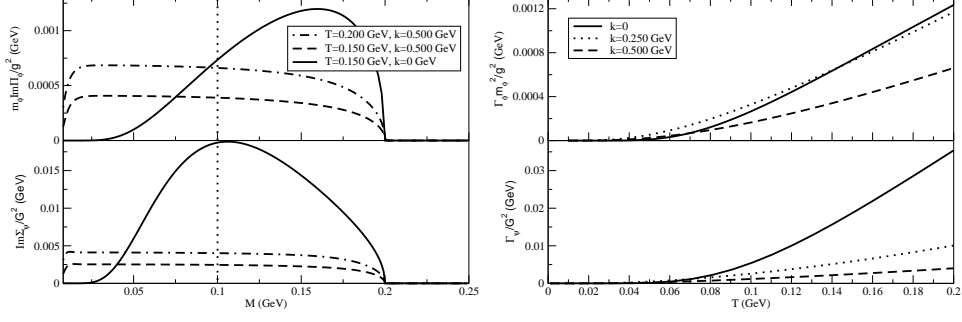 0.001
0.0005
0
m_φ ImΠ_φ/g² (GeV)
T=0.200 GeV, k=0.500 GeV
T=0.150 GeV, k=0.500 GeV
T=0.150 GeV, k=0 GeV
0.015
0.01
0.005
0
ImΣ_ψ/G² (GeV)
0.05 0.1 0.15 0.2 0.25
M (GeV)
0.0012
0.0008
0.0004
0
Γ_φ m_φ²/g² (GeV)
k=0
k=0.250 GeV
k=0.500 GeV
0.03
0.02
0.01
0
Γ_ψ/G² (GeV)
0 0.02 0.04 0.06 0.08 0.1 0.12 0.14 0.16 0.18 0.2
T (GeV)